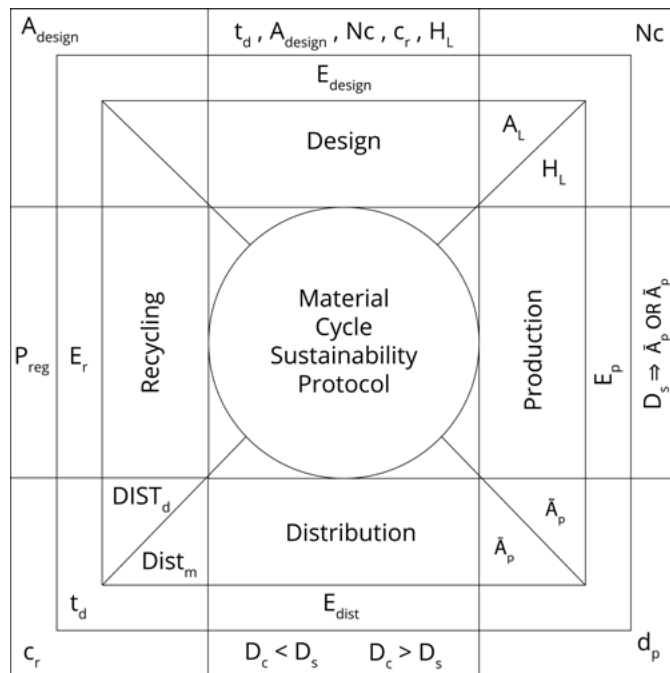 A_design
t_d , A_design , Nc , c_r , H_L
Nc
E_design
Design
A_L
H_L
Material
Cycle
Sustainability
Protocol
P_reg
E_r
Recycling
Production
E_p
D_s ⇒ Ā_p OR Ã_p
DIST_d
Dist_m
Distribution
Ā_p
Ã_p
t_d
E_dist
c_r
D_c < D_s
D_c > D_s
d_p